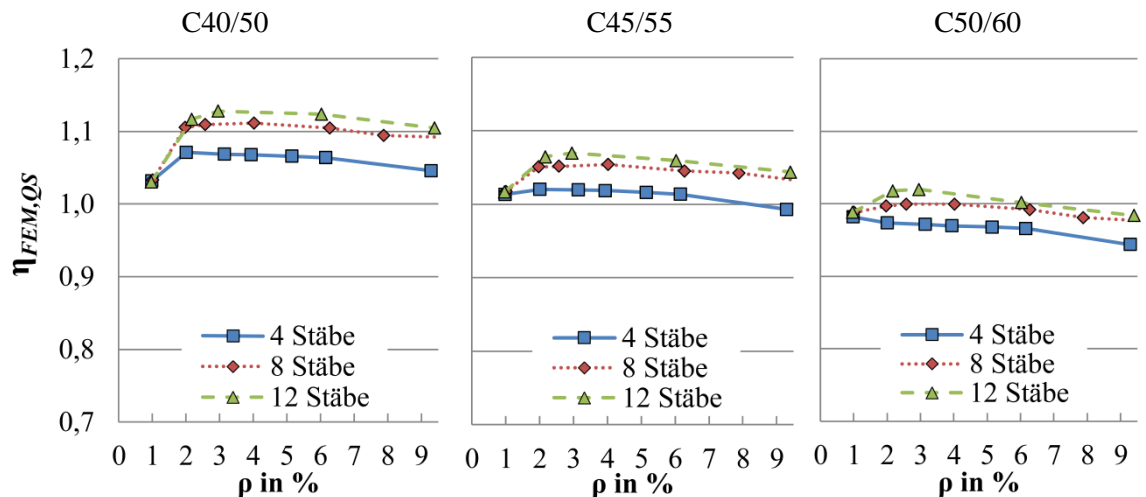 C40/50 C45/55 C50/60
1,2
1,1
1,0
0,9
0,8
0,7
η_FEM,QS
4 Stäbe
8 Stäbe
12 Stäbe
4 Stäbe
8 Stäbe
12 Stäbe
4 Stäbe
8 Stäbe
12 Stäbe
0 1 2 3 4 5 6 7 8 9
0 1 2 3 4 5 6 7 8 9
0 1 2 3 4 5 6 7 8 9
ρ in %
ρ in %
ρ in %